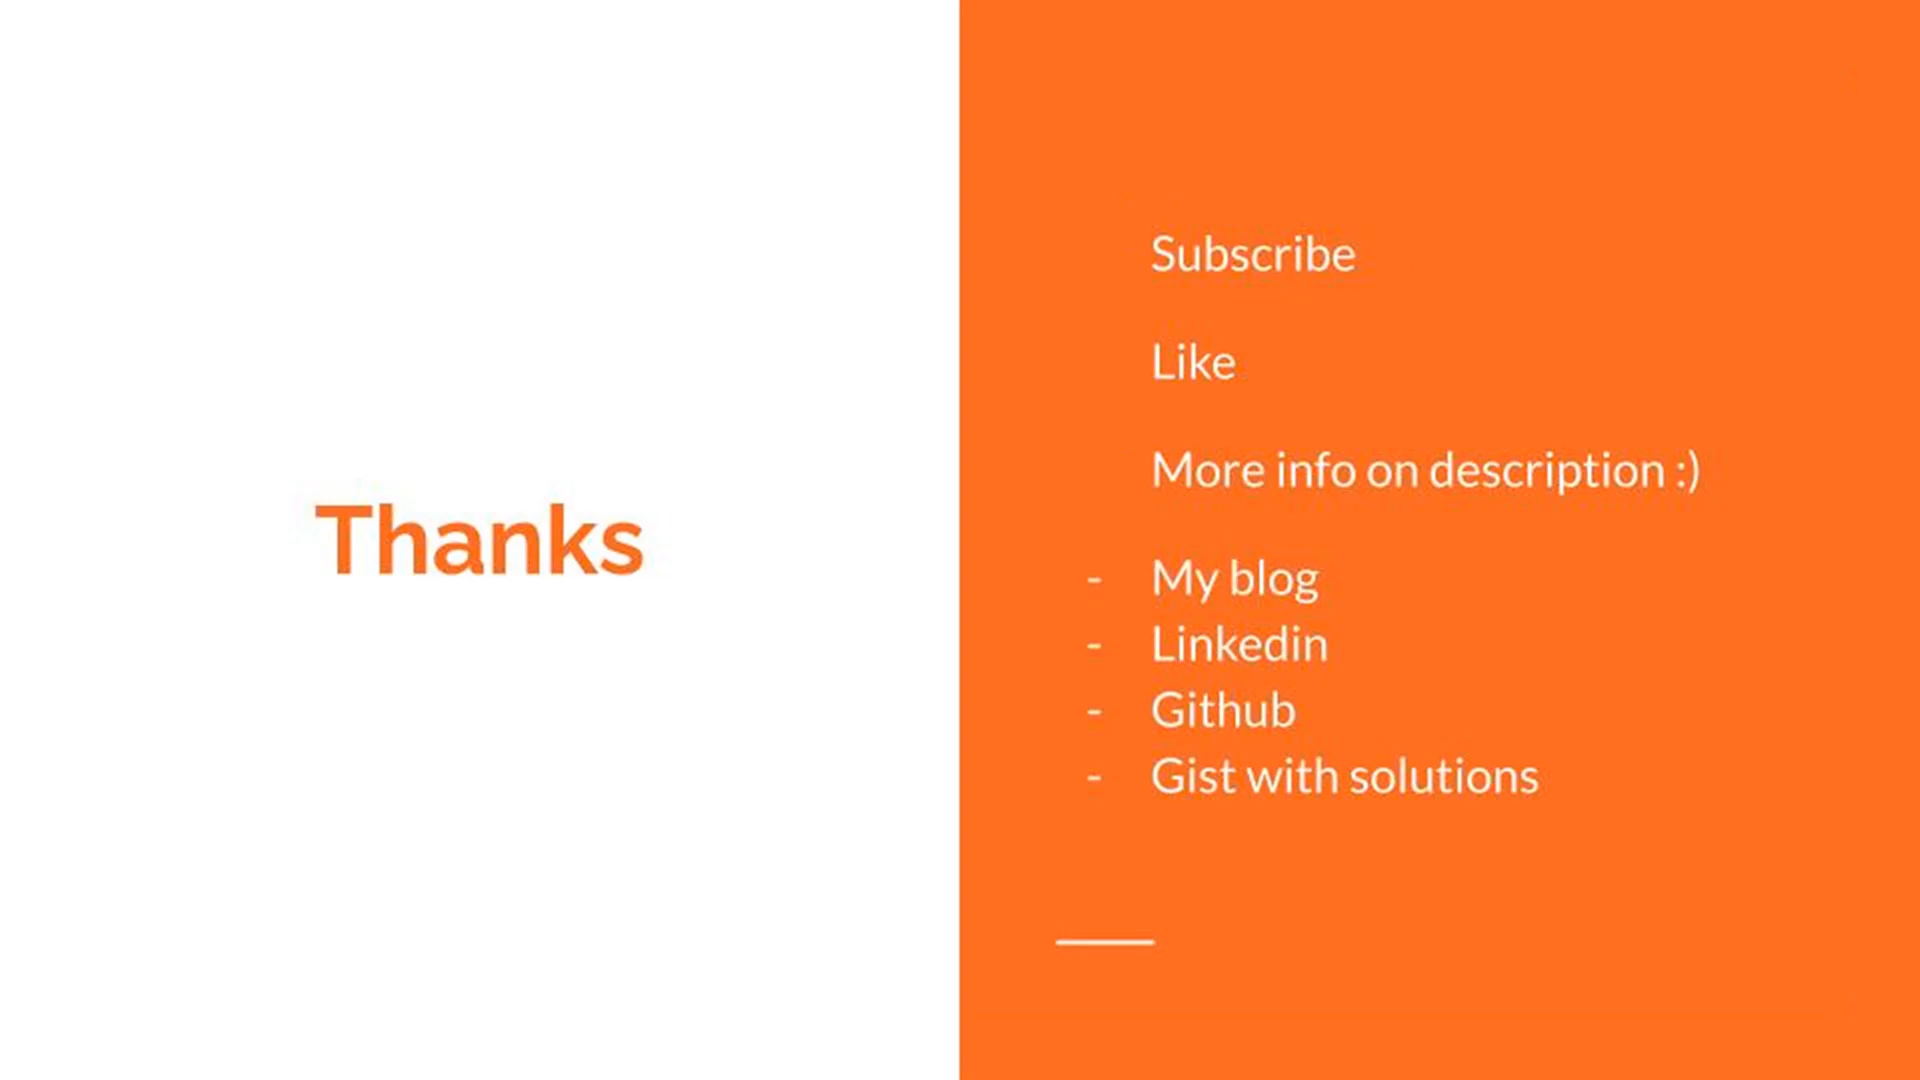 Thanks
Subscribe
Like
More info on description :)
- My blog
- Linkedin
- Github
- Gist with solutions